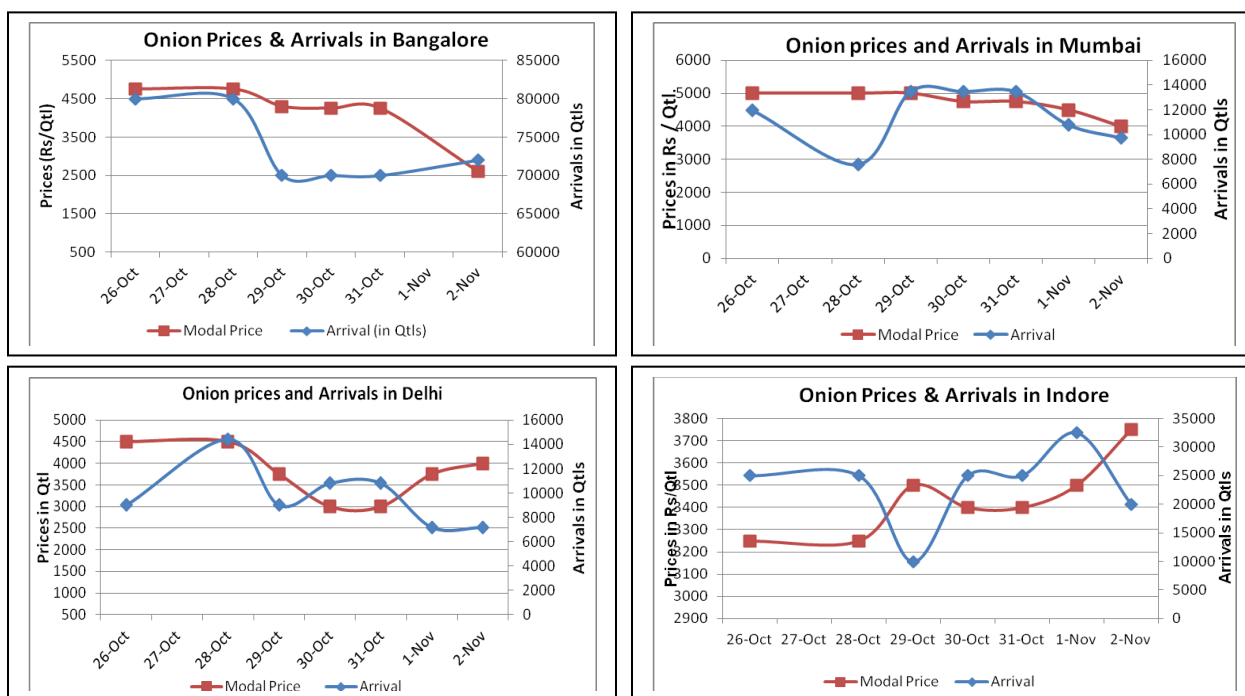 Onion Prices & Arrivals in Bangalore
Prices (Rs/Qtl)
5500
4500
3500
2500
1500
500
85000
80000
75000
70000
65000
60000
Arrivals in Qtls
26-Oct
27-Oct
28-Oct
29-Oct
30-Oct
31-Oct
1-Nov
2-Nov
Modal Price
Arrival (in Qtls)
Onion prices and Arrivals in Mumbai
Prices in Rs / Qtl
6000
5000
4000
3000
2000
1000
0
16000
14000
12000
10000
8000
6000
4000
2000
0
Arrivals in Qtls
26-Oct
27-Oct
28-Oct
29-Oct
30-Oct
31-Oct
1-Nov
2-Nov
Modal Price
Arrival
Onion prices and Arrivals in Delhi
Prices in Qtl
5000
4500
4000
3500
3000
2500
2000
1500
1000
500
16000
14000
12000
10000
8000
6000
4000
2000
0
Arrivals in Qtls
26-Oct
27-Oct
28-Oct
29-Oct
30-Oct
31-Oct
1-Nov
2-Nov
Modal Price
Arrival
Onion Prices & Arrivals in Indore
Prices in Rs/Qtl
3800
3700
3600
3500
3400
3300
3200
3100
3000
2900
35000
30000
25000
20000
15000
10000
5000
0
Arrivals in Qtls
26-Oct
27-Oct
28-Oct
29-Oct
30-Oct
31-Oct
1-Nov
2-Nov
Modal Price
Arrival